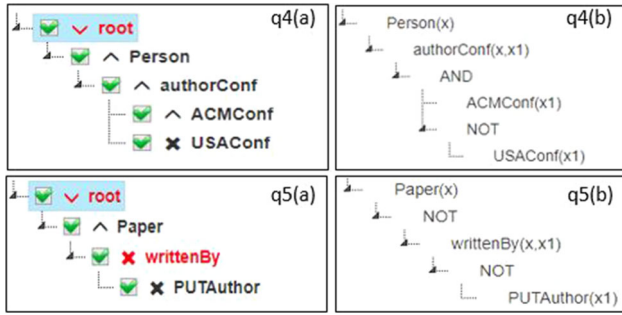 q4(a)
root
Person
authorConf
ACMConf
USAConf
q4(b)
Person(x)
authorConf(x,x1)
AND
ACMConf(x1)
NOT
USAConf(x1)
q5(a)
root
Paper
writtenBy
PUTAuthor
q5(b)
Paper(x)
NOT
writtenBy(x,x1)
NOT
PUTAuthor(x1)